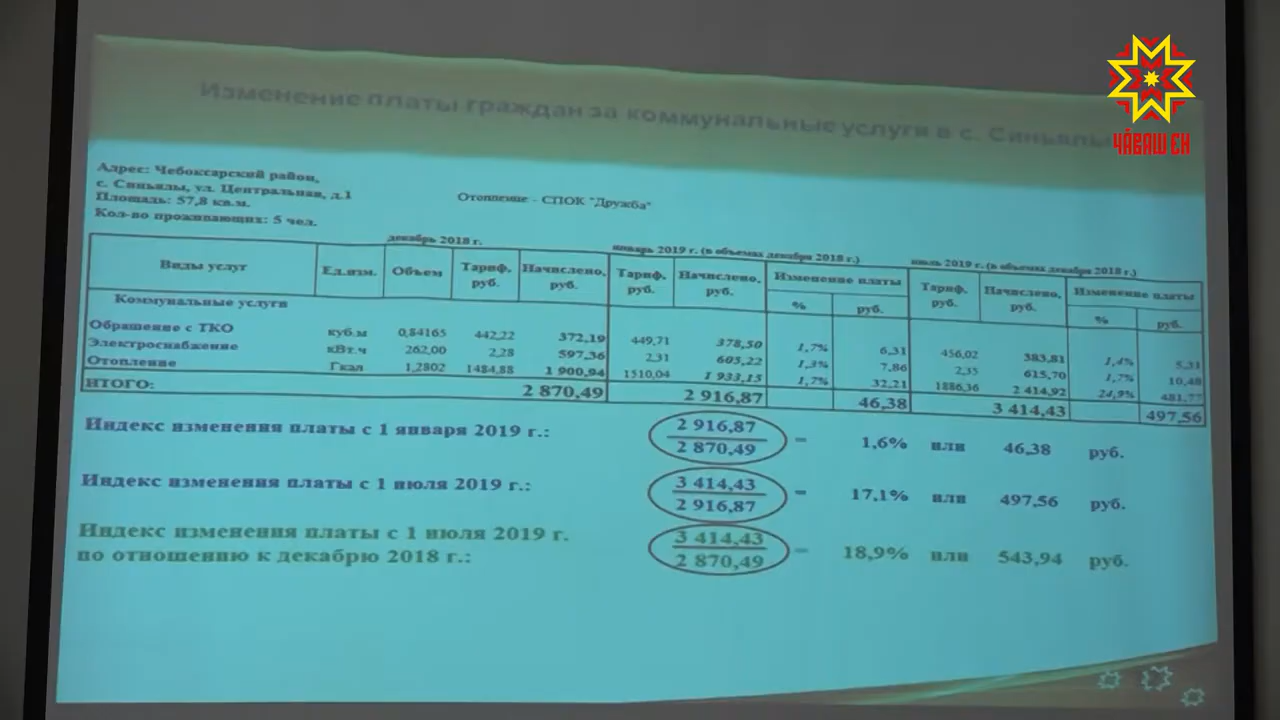 ЧӐВАШ ЕН
Изменение платы граждан за коммунальные услуги в с. Синьялы
Адрес: Чебоксарский район,
с. Синьялы, ул. Центральная, д.1
Площадь: 57,8 кв.м.
Кол-во проживающих: 5 чел.
Отопление - СПОК "Дружба"
декабрь 2018 г. январь 2019 г. (в объемах декабря 2018 г.) июль 2019 г. (в объемах декабря 2018 г.)
Виды услуг Ед.изм. Объем Тариф, руб. Начислено, руб. Тариф, руб. Начислено, руб. Изменение платы % руб. Тариф, руб. Начислено, руб. Изменение платы % руб.
Коммунальные услуги
Обращение с ТКО куб.м 0,84165 442,22 372,19 449,71 378,50 1,7% 6,31 456,02 383,81 1,4% 5,31
Электроснабжение кВт.ч 262,00 2,28 597,36 2,31 605,22 1,3% 7,86 2,35 615,70 1,7% 10,48
Отопление Гкал 1,2802 1484,88 1 900,94 1510,04 1 933,15 1,7% 32,21 1886,36 2 414,92 24,9% 481,77
ИТОГО: 2 870,49 2 916,87 46,38 3 414,43 497,56
Индекс изменения платы с 1 января 2019 г.: 2 916,87 / 2 870,49 = 1,6% или 46,38 руб.
Индекс изменения платы с 1 июля 2019 г.: 3 414,43 / 2 916,87 = 17,1% или 497,56 руб.
Индекс изменения платы с 1 июля 2019 г.
по отношению к декабрю 2018 г.: 3 414,43 / 2 870,49 = 18,9% или 543,94 руб.